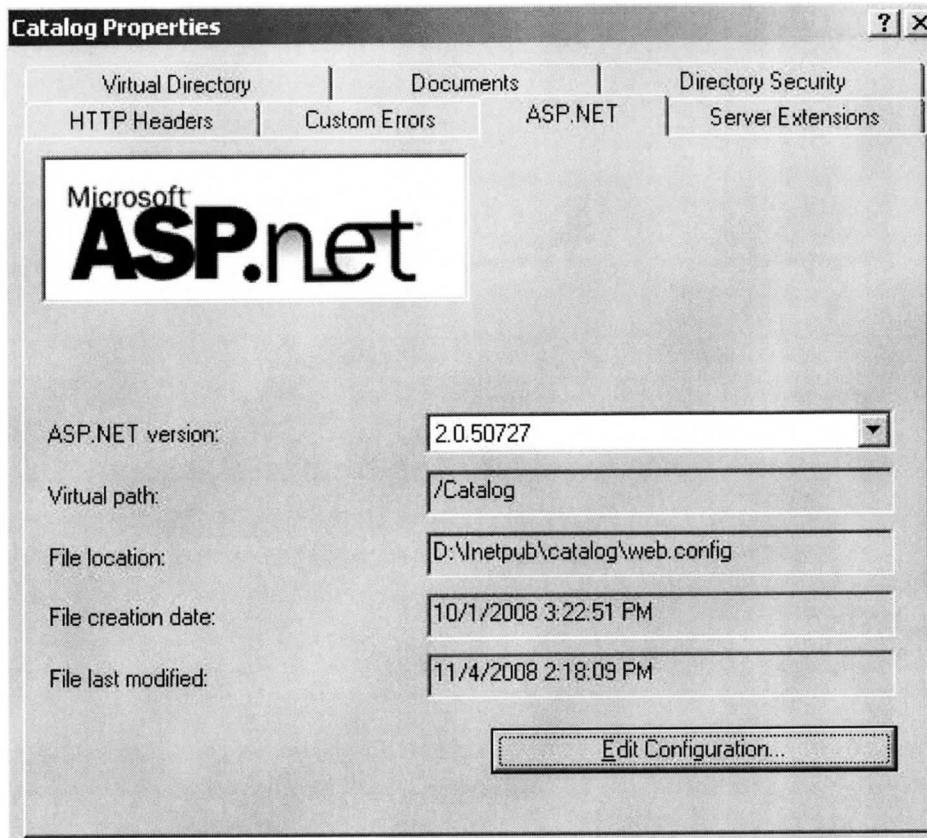 Catalog Properties ? ×
Virtual Directory Documents Directory Security
HTTP Headers Custom Errors ASP.NET Server Extensions
Microsoft
ASP.net
ASP.NET version: 2.0.50727
Virtual path: /Catalog
File location: D:\Inetpub\catalog\web.config
File creation date: 10/1/2008 3:22:51 PM
File last modified: 11/4/2008 2:18:09 PM
Edit Configuration...